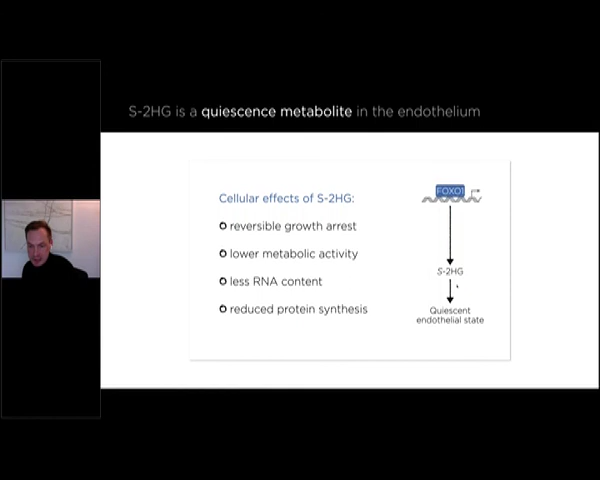 S-2HG is a quiescence metabolite in the endothelium
Cellular effects of S-2HG:
reversible growth arrest
lower metabolic activity
less RNA content
reduced protein synthesis
FOXO1
S-2HG
Quiescent
endothelial state